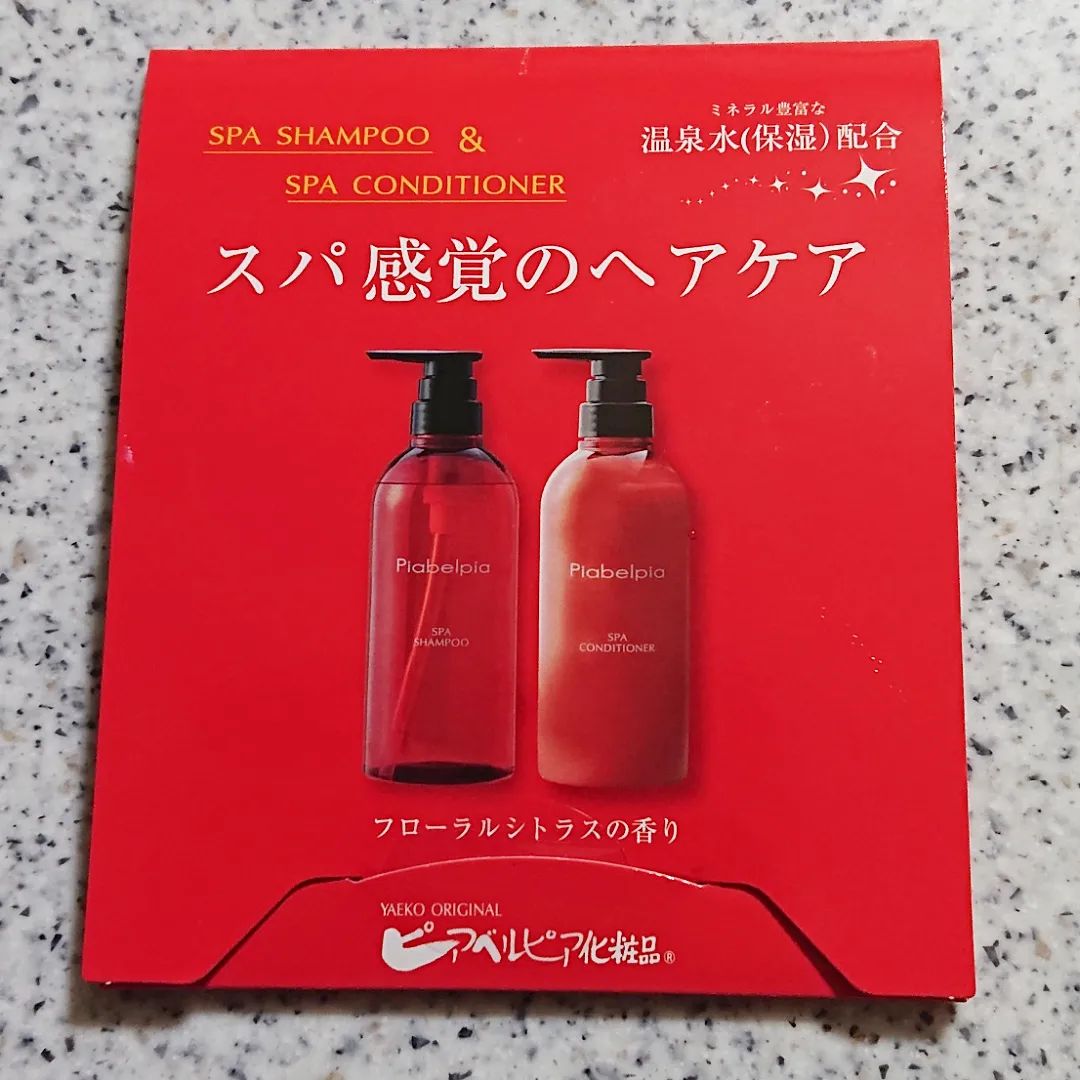 SPA SHAMPOO &
SPA CONDITIONER
ミネラル豊富な
温泉水(保湿)配合
スパ感覚のヘアケア
Piabelpia
SPA
SHAMPOO
Piabelpia
SPA
CONDITIONER
フローラルシトラスの香り
YAEKO ORIGINAL
ピアベルピア化粧品®